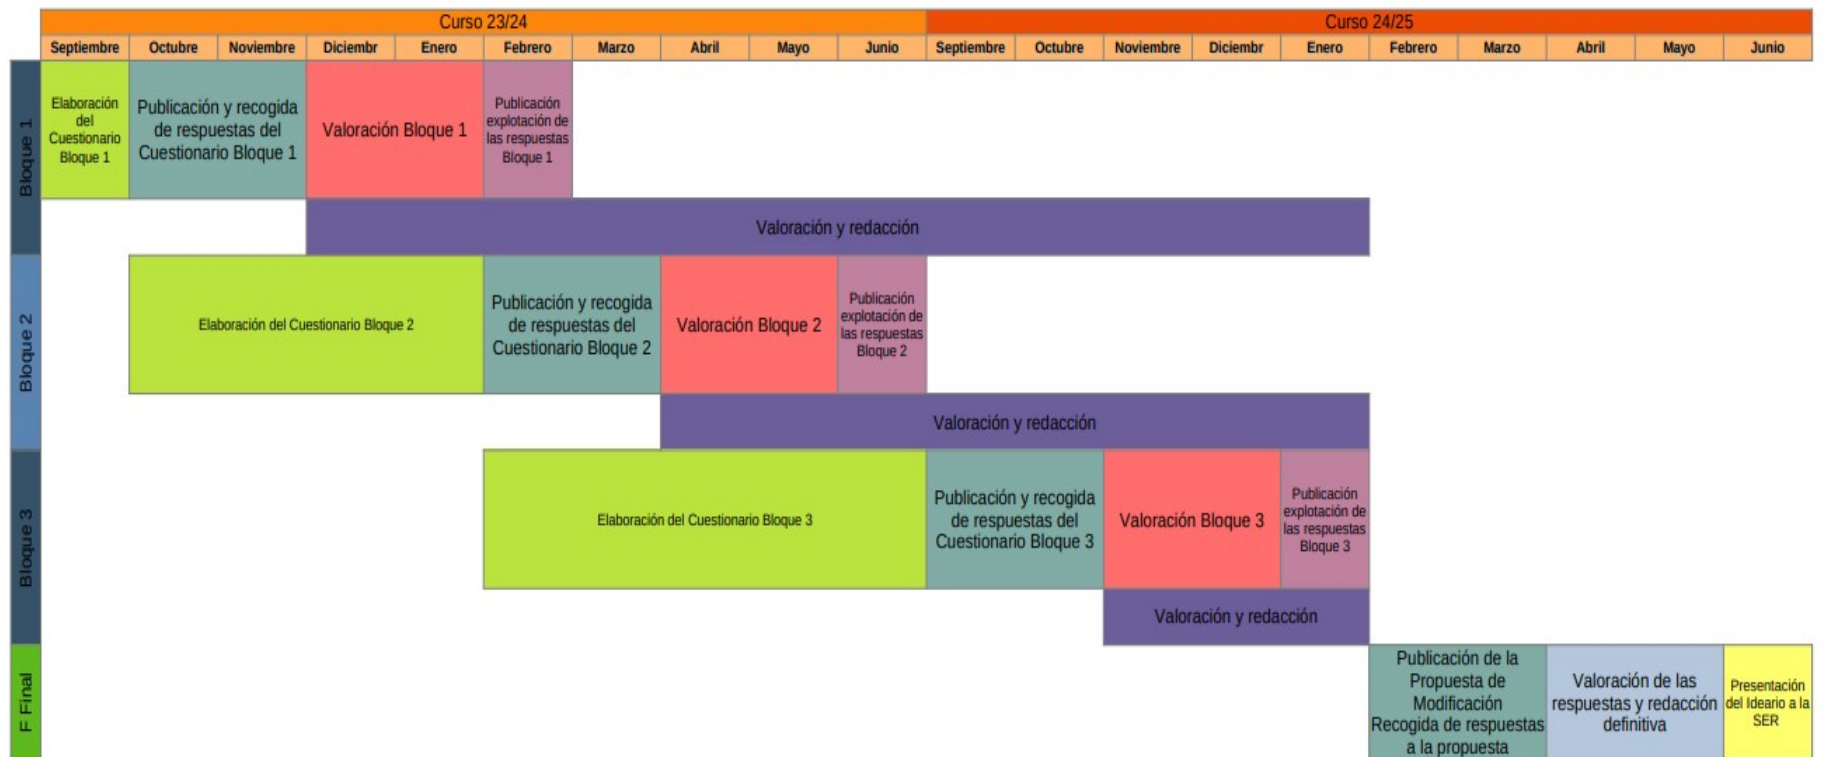 Curso 23/24
Curso 24/25
Septiembre
Octubre
Noviembre
Diciembr
Enero
Febrero
Marzo
Abril
Mayo
Junio
Septiembre
Octubre
Noviembre
Diciembr
Enero
Febrero
Marzo
Abril
Mayo
Junio
Bloque 1
Elaboración
del
Cuestionario
Bloque 1
Publicación y recogida
de respuestas del
Cuestionario Bloque 1
Valoración Bloque 1
Publicación
explotación de
las respuestas
Bloque 1
Valoración y redacción
Bloque 2
Elaboración del Cuestionario Bloque 2
Publicación y recogida
de respuestas del
Cuestionario Bloque 2
Valoración Bloque 2
Publicación
explotación de
las respuestas
Bloque 2
Valoración y redacción
Bloque 3
Elaboración del Cuestionario Bloque 3
Publicación y recogida
de respuestas del
Cuestionario Bloque 3
Valoración Bloque 3
Publicación
explotación de
las respuestas
Bloque 3
Valoración y redacción
F Final
Publicación de la
Propuesta de
Modificación
Recogida de respuestas
a la propuesta
Valoración de las
respuestas y redacción
definitiva
Presentación
del Ideario a la
SER